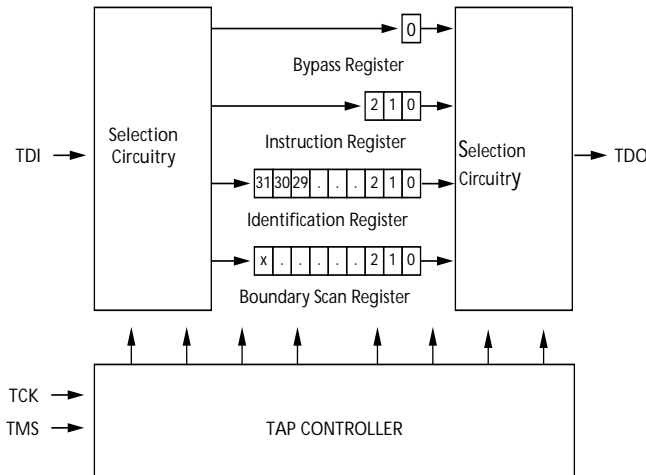 0
Bypass Register
2 1 0
Selection
Circuitry
Instruction Register
Selection
Circuitry
TDI
TDO
31 30 29 . . . 2 1 0
Identification Register
x . . . . . 2 1 0
Boundary Scan Register
TCK
TMS
TAP CONTROLLER